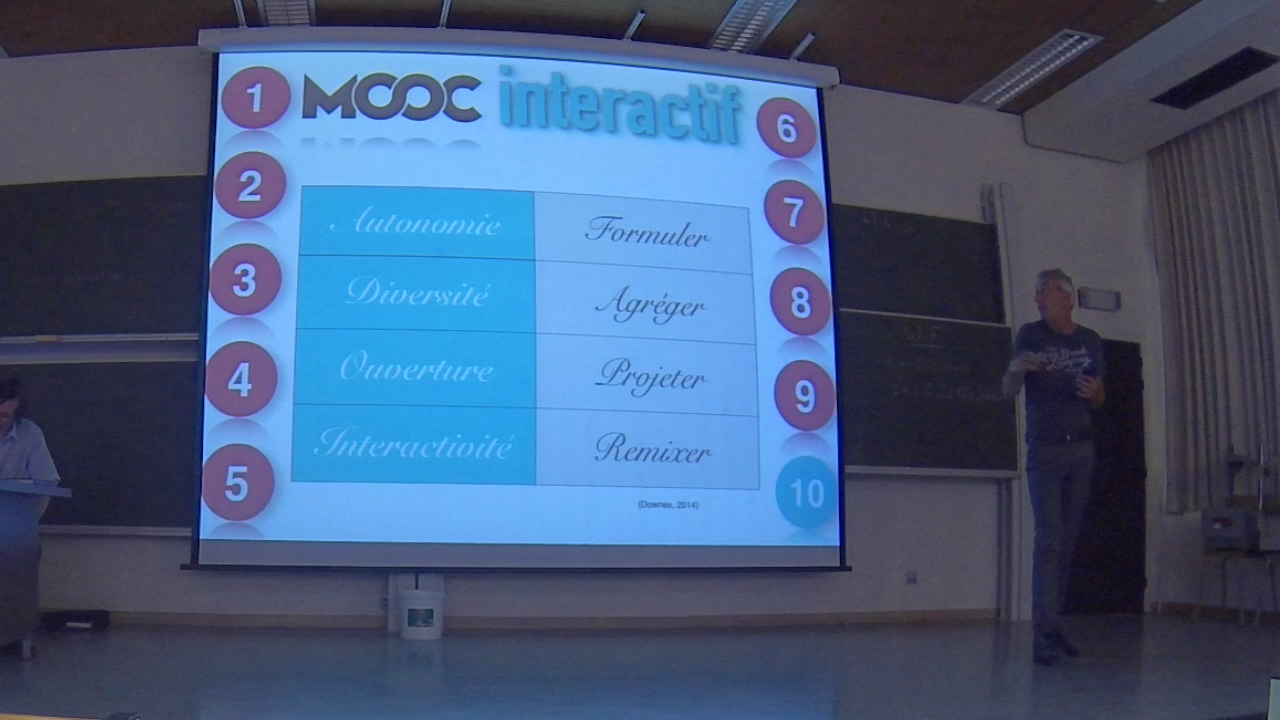 1 MOOC interactif 6
2 7
Autonomie Formuler
3 Diversité Agréger 8
4 Ouverture Projeter 9
Interactivité Remixer
5 10
(Downes, 2014)